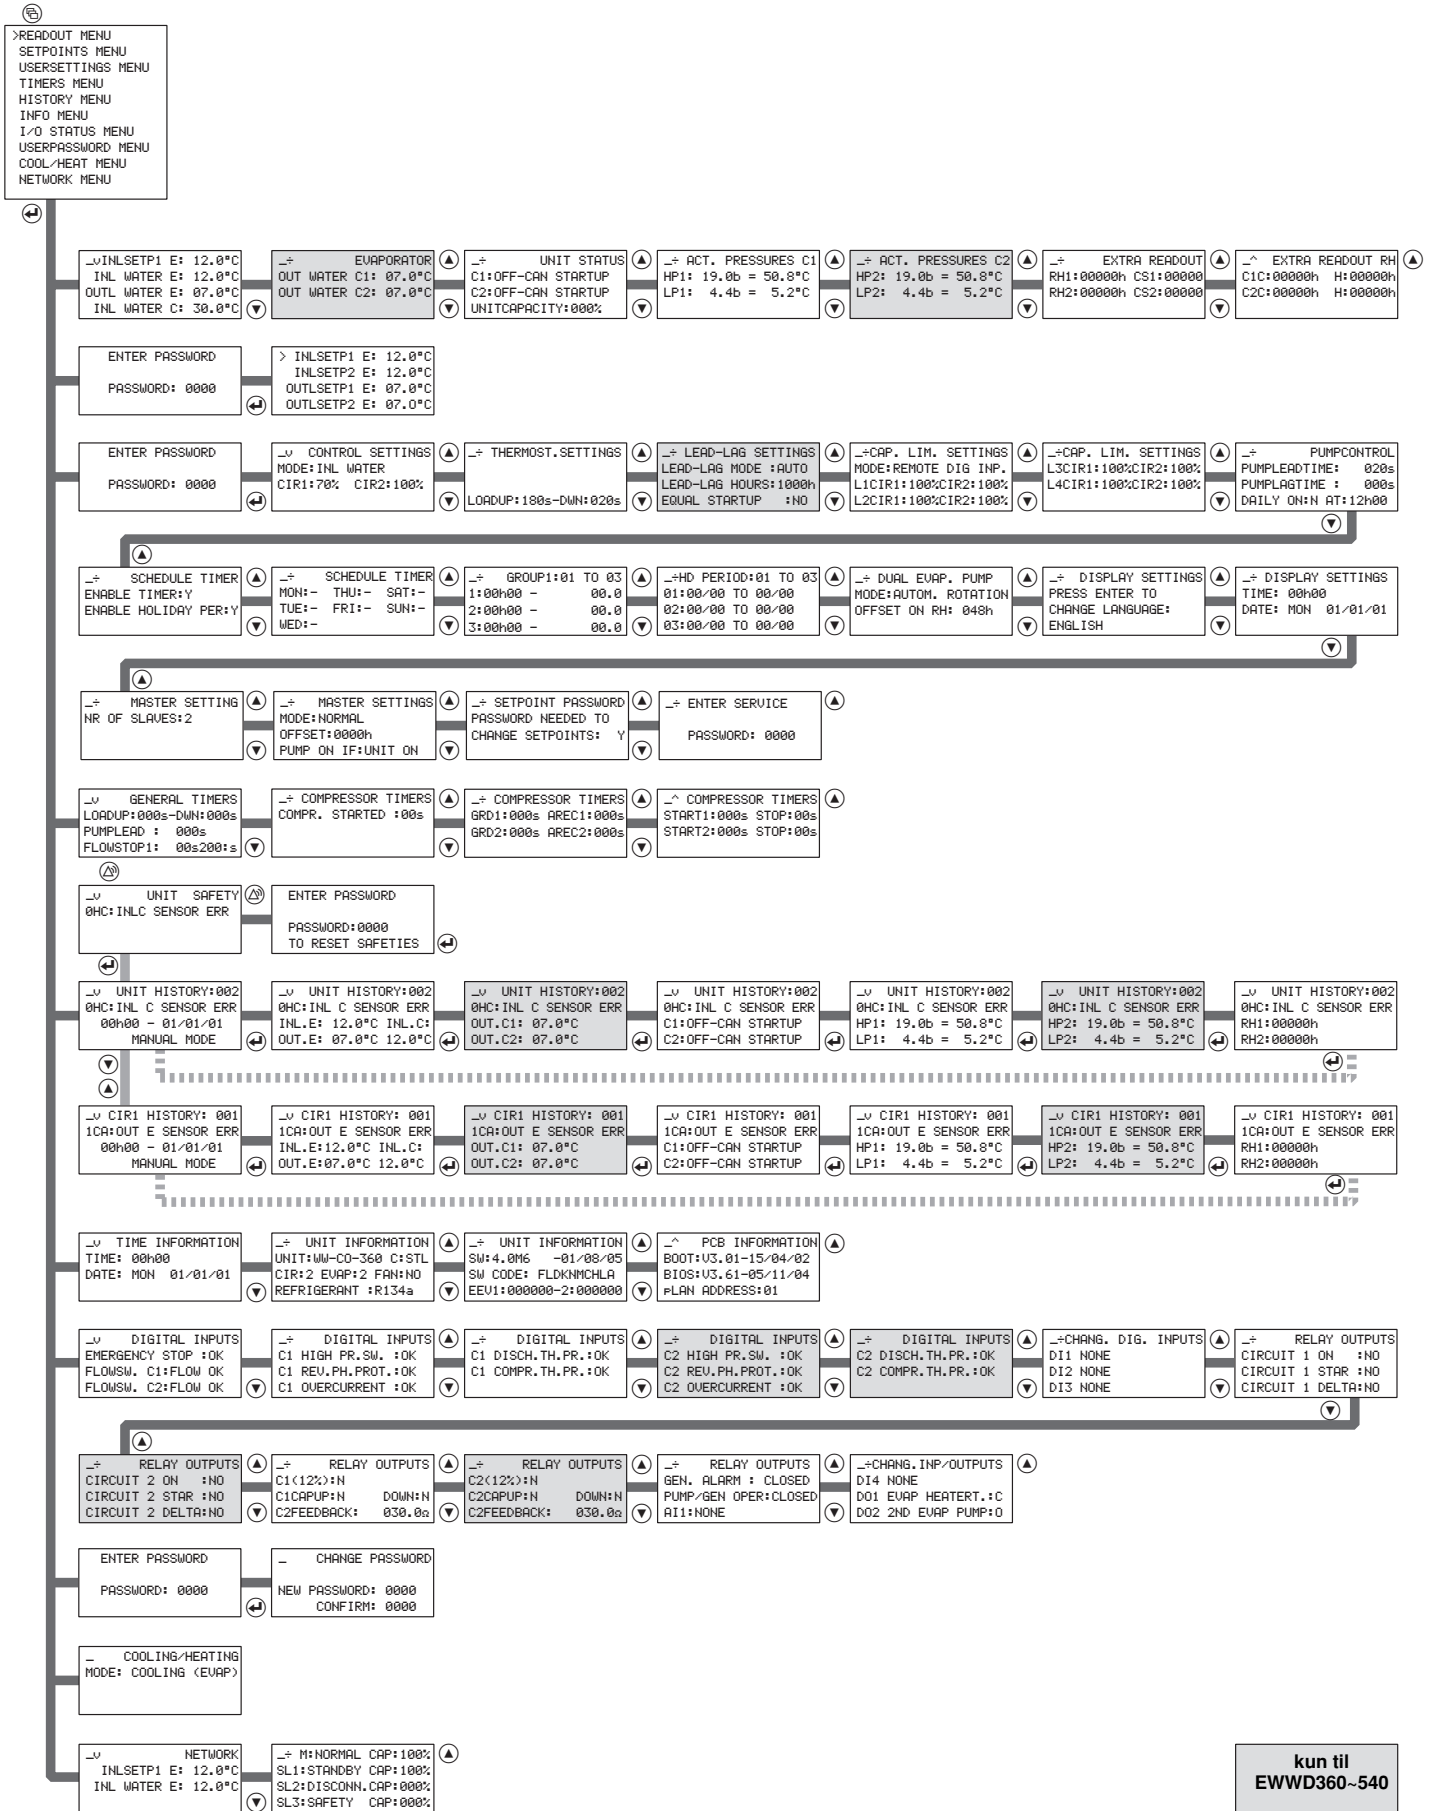 >READOUT MENU
SETPOINTS MENU
USERSETTINGS MENU
TIMERS MENU
HISTORY MENU
INFO MENU
I/O STATUS MENU
USERPASSWORD MENU
COOL/HEAT MENU
NETWORK MENU
_vINLSETP1 E: 12.0°C
INL WATER E: 12.0°C
OUTL WATER E: 07.0°C
INL WATER C: 30.0°C
_÷ EVAPORATOR
OUT WATER C1: 07.0°C
OUT WATER C2: 07.0°C
_÷ UNIT STATUS
C1:OFF-CAN STARTUP
C2:OFF-CAN STARTUP
UNITCAPACITY:000%
_÷ ACT. PRESSURES C1
HP1: 19.0b = 50.8°C
LP1: 4.4b = 5.2°C
_÷ ACT. PRESSURES C2
HP2: 19.0b = 50.8°C
LP2: 4.4b = 5.2°C
_÷ EXTRA READOUT
RH1:00000h CS1:00000
RH2:00000h CS2:00000
_^ EXTRA READOUT RH
C1C:00000h H:00000h
C2C:00000h H:00000h
ENTER PASSWORD
PASSWORD: 0000
> INLSETP1 E: 12.0°C
INLSETP2 E: 12.0°C
OUTLSETP1 E: 07.0°C
OUTLSETP2 E: 07.0°C
ENTER PASSWORD
PASSWORD: 0000
_v CONTROL SETTINGS
MODE:INL WATER
CIR1:70% CIR2:100%
_÷ THERMOST.SETTINGS
LOADUP:180s-DWN:020s
_÷ LEAD-LAG SETTINGS
LEAD-LAG MODE :AUTO
LEAD-LAG HOURS:1000h
EQUAL STARTUP :NO
_÷CAP. LIM. SETTINGS
MODE:REMOTE DIG INP.
L1CIR1:100%CIR2:100%
L2CIR1:100%CIR2:100%
_÷CAP. LIM. SETTINGS
L3CIR1:100%CIR2:100%
L4CIR1:100%CIR2:100%
_÷ PUMPCONTROL
PUMPLEADTIME: 020s
PUMPLAGTIME : 000s
DAILY ON:N AT:12h00
_÷ SCHEDULE TIMER
ENABLE TIMER:Y
ENABLE HOLIDAY PER:Y
_÷ SCHEDULE TIMER
MON:- THU:- SAT:-
TUE:- FRI:- SUN:-
WED:-
_÷ GROUP1:01 TO 03
1:00h00 - 00.0
2:00h00 - 00.0
3:00h00 - 00.0
_÷HD PERIOD:01 TO 03
01:00/00 TO 00/00
02:00/00 TO 00/00
03:00/00 TO 00/00
_÷ DUAL EVAP. PUMP
MODE:AUTOM. ROTATION
OFFSET ON RH: 048h
_÷ DISPLAY SETTINGS
PRESS ENTER TO
CHANGE LANGUAGE:
ENGLISH
_÷ DISPLAY SETTINGS
TIME: 00h00
DATE: MON 01/01/01
_÷ MASTER SETTING
NR OF SLAVES:2
_÷ MASTER SETTINGS
MODE:NORMAL
OFFSET:0000h
PUMP ON IF:UNIT ON
_÷ SETPOINT PASSWORD
PASSWORD NEEDED TO
CHANGE SETPOINTS: Y
_÷ ENTER SERVICE
PASSWORD: 0000
_v GENERAL TIMERS
LOADUP:000s-DWN:000s
PUMPLEAD : 000s
FLOWSTOP1: 00s200:s
_÷ COMPRESSOR TIMERS
COMPR. STARTED :00s
_÷ COMPRESSOR TIMERS
GRD1:000s AREC1:000s
GRD2:000s AREC2:000s
_^ COMPRESSOR TIMERS
START1:000s STOP:00s
START2:000s STOP:00s
_v UNIT SAFETY
0HC:INLC SENSOR ERR
ENTER PASSWORD
PASSWORD:0000
TO RESET SAFETIES
_v UNIT HISTORY:002
0HC:INL C SENSOR ERR
00h00 - 01/01/01
MANUAL MODE
_v UNIT HISTORY:002
0HC:INL C SENSOR ERR
INL.E: 12.0°C INL.C:
OUT.E: 07.0°C 12.0°C
_v UNIT HISTORY:002
0HC:INL C SENSOR ERR
OUT.C1: 07.0°C
OUT.C2: 07.0°C
_v UNIT HISTORY:002
0HC:INL C SENSOR ERR
C1:OFF-CAN STARTUP
C2:OFF-CAN STARTUP
_v UNIT HISTORY:002
0HC:INL C SENSOR ERR
HP1: 19.0b = 50.8°C
LP1: 4.4b = 5.2°C
_v UNIT HISTORY:002
0HC:INL C SENSOR ERR
HP2: 19.0b = 50.8°C
LP2: 4.4b = 5.2°C
_v UNIT HISTORY:002
0HC:INL C SENSOR ERR
RH1:00000h
RH2:00000h
_v CIR1 HISTORY: 001
1CA:OUT E SENSOR ERR
00h00 - 01/01/01
MANUAL MODE
_v CIR1 HISTORY: 001
1CA:OUT E SENSOR ERR
INL.E:12.0°C INL.C:
OUT.E:07.0°C 12.0°C
_v CIR1 HISTORY: 001
1CA:OUT E SENSOR ERR
OUT.C1: 07.0°C
OUT.C2: 07.0°C
_v CIR1 HISTORY: 001
1CA:OUT E SENSOR ERR
C1:OFF-CAN STARTUP
C2:OFF-CAN STARTUP
_v CIR1 HISTORY: 001
1CA:OUT E SENSOR ERR
HP1: 19.0b = 50.8°C
LP1: 4.4b = 5.2°C
_v CIR1 HISTORY: 001
1CA:OUT E SENSOR ERR
HP2: 19.0b = 50.8°C
LP2: 4.4b = 5.2°C
_v CIR1 HISTORY: 001
1CA:OUT E SENSOR ERR
RH1:00000h
RH2:00000h
_v TIME INFORMATION
TIME: 00h00
DATE: MON 01/01/01
_÷ UNIT INFORMATION
UNIT:WW-CO-360 C:STL
CIR:2 EVAP:2 FAN:NO
REFRIGERANT :R134a
_÷ UNIT INFORMATION
SW:4.0M6 -01/08/05
SW CODE: FLDKNMCHLA
EEV1:000000-2:000000
_^ PCB INFORMATION
BOOT:V3.01-15/04/02
BIOS:V3.61-05/11/04
pLAN ADDRESS:01
_v DIGITAL INPUTS
EMERGENCY STOP :OK
FLOWSW. C1:FLOW OK
FLOWSW. C2:FLOW OK
_÷ DIGITAL INPUTS
C1 HIGH PR.SW. :OK
C1 REV.PH.PROT.:OK
C1 OVERCURRENT :OK
_÷ DIGITAL INPUTS
C1 DISCH.TH.PR.:OK
C1 COMPR.TH.PR.:OK
_÷ DIGITAL INPUTS
C2 HIGH PR.SW. :OK
C2 REV.PH.PROT.:OK
C2 OVERCURRENT :OK
_÷ DIGITAL INPUTS
C2 DISCH.TH.PR.:OK
C2 COMPR.TH.PR.:OK
_÷CHANG. DIG. INPUTS
DI1 NONE
DI2 NONE
DI3 NONE
_÷ RELAY OUTPUTS
CIRCUIT 1 ON :NO
CIRCUIT 1 STAR :NO
CIRCUIT 1 DELTA:NO
_÷ RELAY OUTPUTS
CIRCUIT 2 ON :NO
CIRCUIT 2 STAR :NO
CIRCUIT 2 DELTA:NO
_÷ RELAY OUTPUTS
C1(12%):N
C1CAPUP:N DOWN:N
C2FEEDBACK: 030.0Ω
_÷ RELAY OUTPUTS
C2(12%):N
C2CAPUP:N DOWN:N
C2FEEDBACK: 030.0Ω
_÷ RELAY OUTPUTS
GEN. ALARM : CLOSED
PUMP/GEN OPER:CLOSED
AI1:NONE
_÷CHANG.INP/OUTPUTS
DI4 NONE
DO1 EVAP HEATERT.:C
DO2 2ND EVAP PUMP:O
ENTER PASSWORD
PASSWORD: 0000
_ CHANGE PASSWORD
NEW PASSWORD: 0000
CONFIRM: 0000
_ COOLING/HEATING
MODE: COOLING (EVAP)
_v NETWORK
INLSETP1 E: 12.0°C
INL WATER E: 12.0°C
_÷ M:NORMAL CAP:100%
SL1:STANDBY CAP:100%
SL2:DISCONN.CAP:000%
SL3:SAFETY CAP:000%
kun til
EWWD360~540